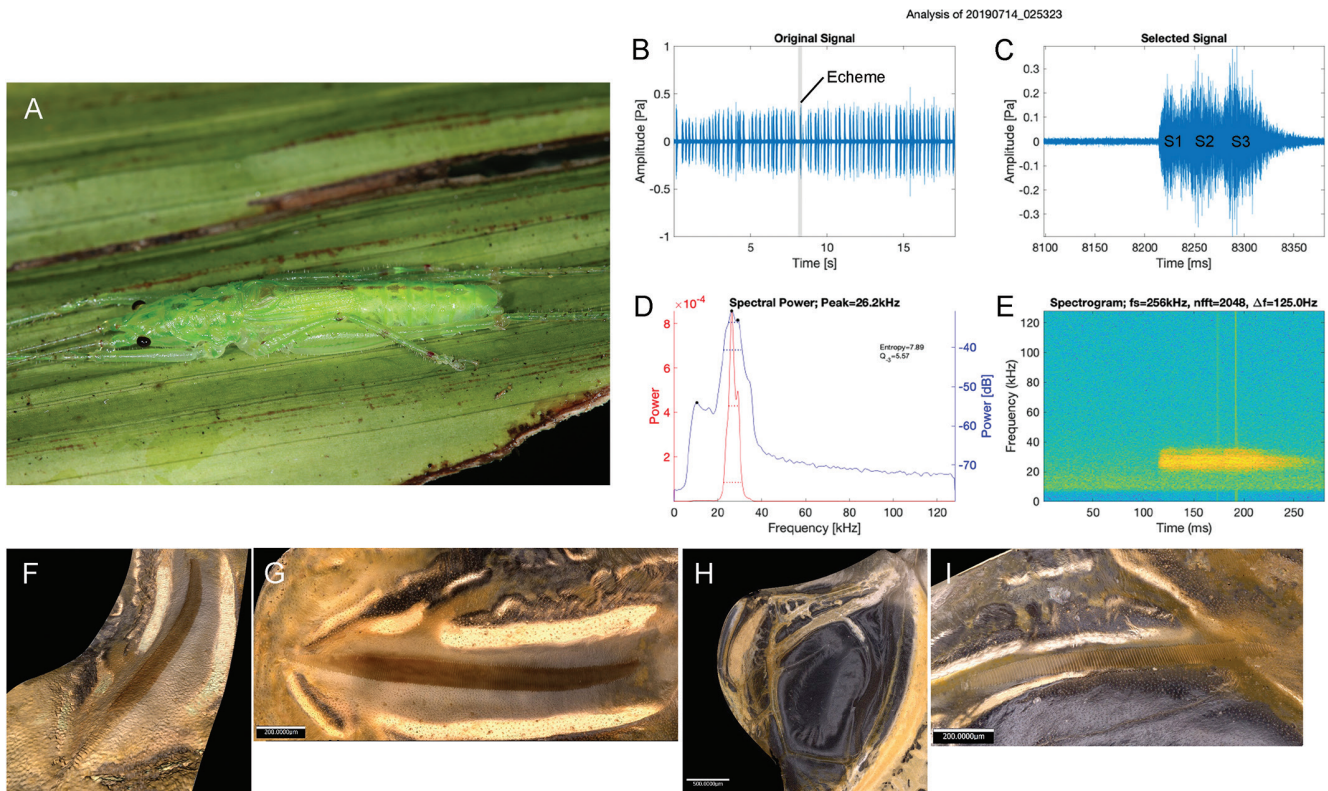 Analysis of 20190714_025323
A
B
Original Signal
Echeme
Amplitude [Pa]
1
0.5
0
-0.5
-1
5
10
15
Time [s]
C
Selected Signal
Amplitude [Pa]
0.3
0.2
0.1
0
-0.1
-0.2
-0.3
S1 S2 S3
8100 8150 8200 8250 8300 8350
Time [ms]
D
×10⁻⁴
Spectral Power; Peak=26.2kHz
Entropy=7.89
Q₋₃=5.57
Power
8
6
4
2
Power [dB]
-40
-50
-60
-70
0 20 40 60 80 100 120
Frequency [kHz]
E
Spectrogram; fs=256kHz, nfft=2048, Δf=125.0Hz
Frequency (kHz)
120
100
80
60
40
20
0
50 100 150 200 250
Time (ms)
F
G
200.0000µm
H
500.0000µm
I
200.0000µm